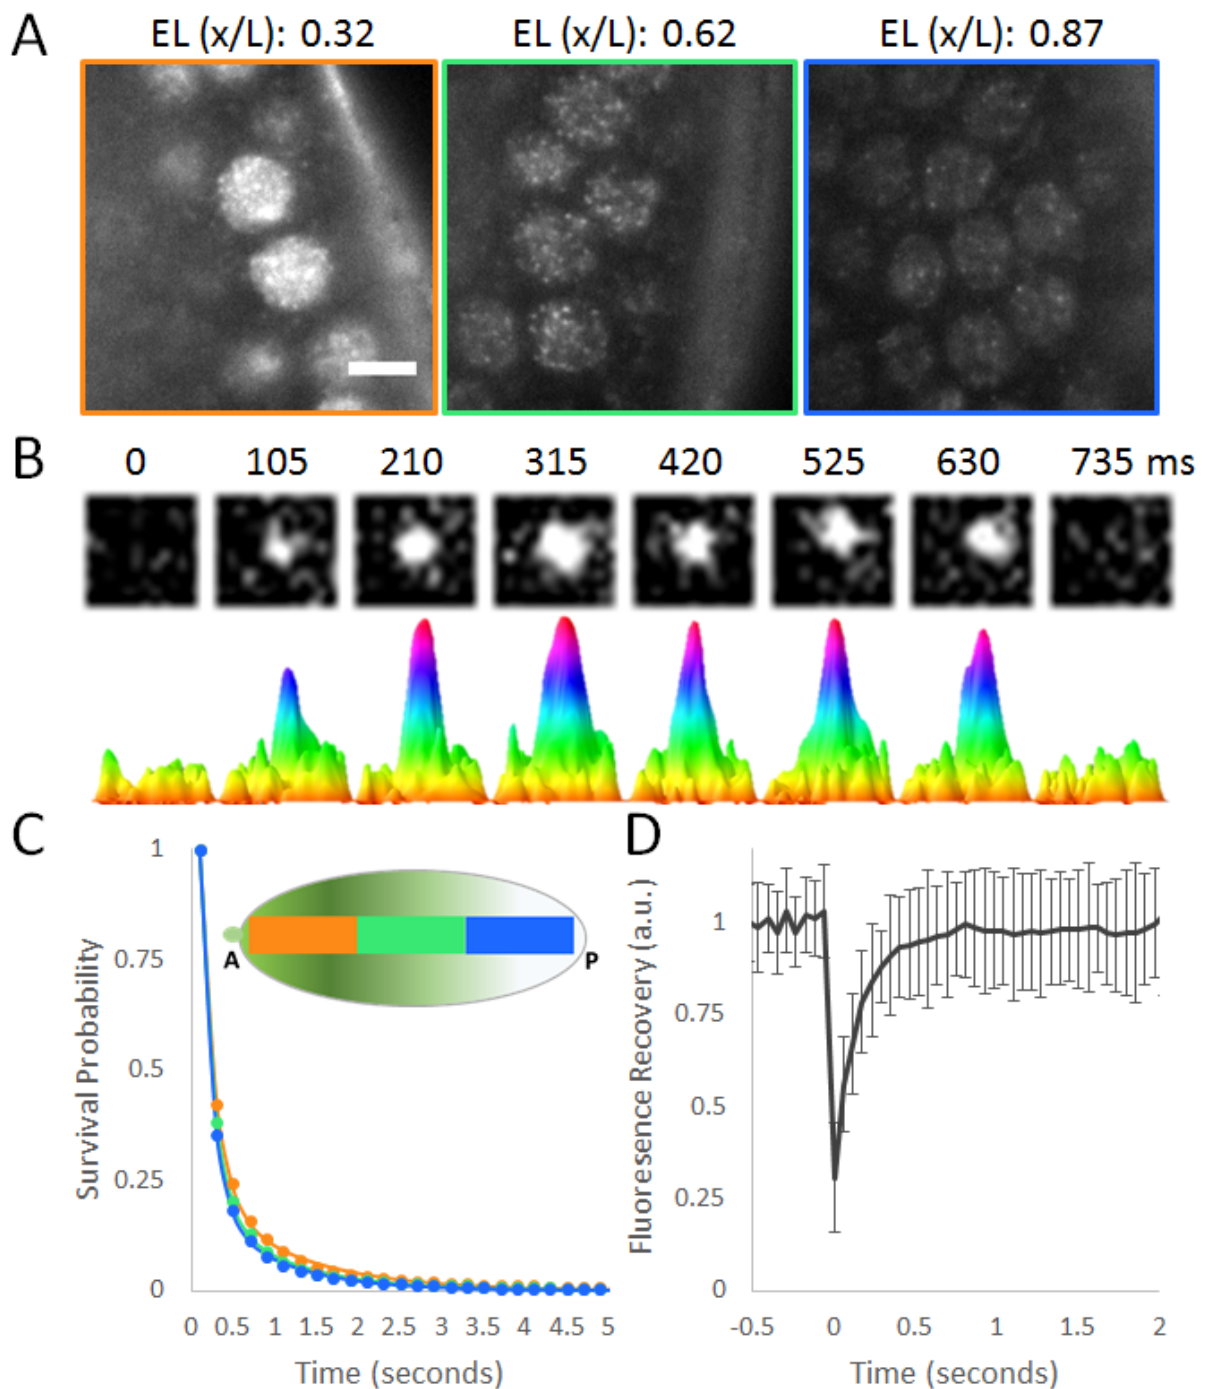 A
EL (x/L): 0.32
EL (x/L): 0.62
EL (x/L): 0.87
B
0 105 210 315 420 525 630 735 ms
C
Survival Probability
1
0.75
0.5
0.25
0
A
P
0 0.5 1 1.5 2 2.5 3 3.5 4 4.5 5
Time (seconds)
D
Fluoresence Recovery (a.u.)
1
0.75
0.5
0.25
0
-0.5 0 0.5 1 1.5 2
Time (seconds)